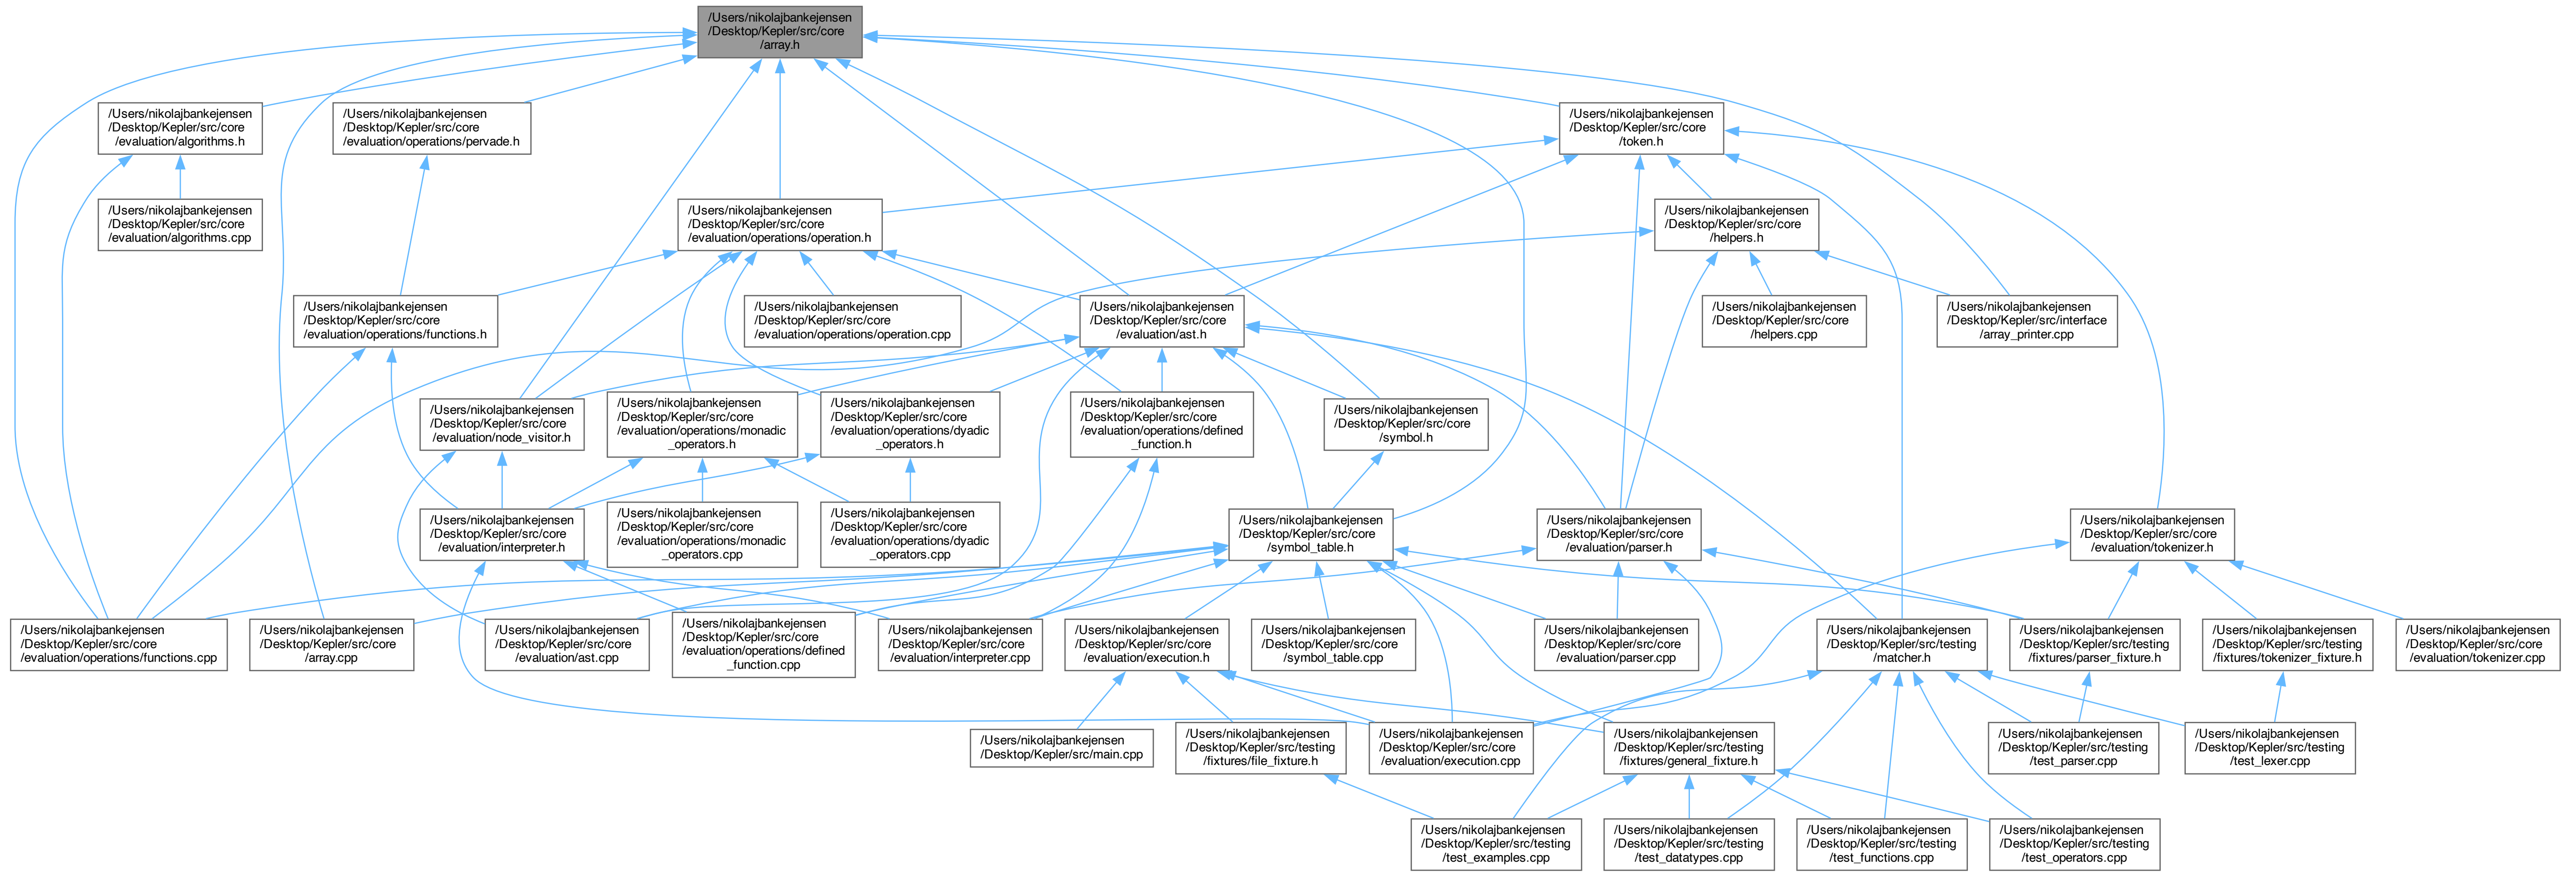 /Users/nikolajbankejensen
/Desktop/Kepler/src/core
/array.h
/Users/nikolajbankejensen
/Desktop/Kepler/src/core
/evaluation/algorithms.h
/Users/nikolajbankejensen
/Desktop/Kepler/src/core
/evaluation/operations/pervade.h
/Users/nikolajbankejensen
/Desktop/Kepler/src/core
/token.h
/Users/nikolajbankejensen
/Desktop/Kepler/src/core
/evaluation/algorithms.cpp
/Users/nikolajbankejensen
/Desktop/Kepler/src/core
/evaluation/operations/operation.h
/Users/nikolajbankejensen
/Desktop/Kepler/src/core
/helpers.h
/Users/nikolajbankejensen
/Desktop/Kepler/src/core
/evaluation/operations/functions.h
/Users/nikolajbankejensen
/Desktop/Kepler/src/core
/evaluation/operations/operation.cpp
/Users/nikolajbankejensen
/Desktop/Kepler/src/core
/evaluation/ast.h
/Users/nikolajbankejensen
/Desktop/Kepler/src/core
/helpers.cpp
/Users/nikolajbankejensen
/Desktop/Kepler/src/interface
/array_printer.cpp
/Users/nikolajbankejensen
/Desktop/Kepler/src/core
/evaluation/node_visitor.h
/Users/nikolajbankejensen
/Desktop/Kepler/src/core
/evaluation/operations/monadic
_operators.h
/Users/nikolajbankejensen
/Desktop/Kepler/src/core
/evaluation/operations/dyadic
_operators.h
/Users/nikolajbankejensen
/Desktop/Kepler/src/core
/evaluation/operations/defined
_function.h
/Users/nikolajbankejensen
/Desktop/Kepler/src/core
/symbol.h
/Users/nikolajbankejensen
/Desktop/Kepler/src/core
/evaluation/interpreter.h
/Users/nikolajbankejensen
/Desktop/Kepler/src/core
/evaluation/operations/monadic
_operators.cpp
/Users/nikolajbankejensen
/Desktop/Kepler/src/core
/evaluation/operations/dyadic
_operators.cpp
/Users/nikolajbankejensen
/Desktop/Kepler/src/core
/symbol_table.h
/Users/nikolajbankejensen
/Desktop/Kepler/src/core
/evaluation/parser.h
/Users/nikolajbankejensen
/Desktop/Kepler/src/core
/evaluation/tokenizer.h
/Users/nikolajbankejensen
/Desktop/Kepler/src/core
/evaluation/operations/functions.cpp
/Users/nikolajbankejensen
/Desktop/Kepler/src/core
/array.cpp
/Users/nikolajbankejensen
/Desktop/Kepler/src/core
/evaluation/ast.cpp
/Users/nikolajbankejensen
/Desktop/Kepler/src/core
/evaluation/operations/defined
_function.cpp
/Users/nikolajbankejensen
/Desktop/Kepler/src/core
/evaluation/interpreter.cpp
/Users/nikolajbankejensen
/Desktop/Kepler/src/core
/evaluation/execution.h
/Users/nikolajbankejensen
/Desktop/Kepler/src/core
/symbol_table.cpp
/Users/nikolajbankejensen
/Desktop/Kepler/src/core
/evaluation/parser.cpp
/Users/nikolajbankejensen
/Desktop/Kepler/src/testing
/matcher.h
/Users/nikolajbankejensen
/Desktop/Kepler/src/testing
/fixtures/parser_fixture.h
/Users/nikolajbankejensen
/Desktop/Kepler/src/testing
/fixtures/tokenizer_fixture.h
/Users/nikolajbankejensen
/Desktop/Kepler/src/core
/evaluation/tokenizer.cpp
/Users/nikolajbankejensen
/Desktop/Kepler/src/main.cpp
/Users/nikolajbankejensen
/Desktop/Kepler/src/testing
/fixtures/file_fixture.h
/Users/nikolajbankejensen
/Desktop/Kepler/src/core
/evaluation/execution.cpp
/Users/nikolajbankejensen
/Desktop/Kepler/src/testing
/fixtures/general_fixture.h
/Users/nikolajbankejensen
/Desktop/Kepler/src/testing
/test_parser.cpp
/Users/nikolajbankejensen
/Desktop/Kepler/src/testing
/test_lexer.cpp
/Users/nikolajbankejensen
/Desktop/Kepler/src/testing
/test_examples.cpp
/Users/nikolajbankejensen
/Desktop/Kepler/src/testing
/test_datatypes.cpp
/Users/nikolajbankejensen
/Desktop/Kepler/src/testing
/test_functions.cpp
/Users/nikolajbankejensen
/Desktop/Kepler/src/testing
/test_operators.cpp